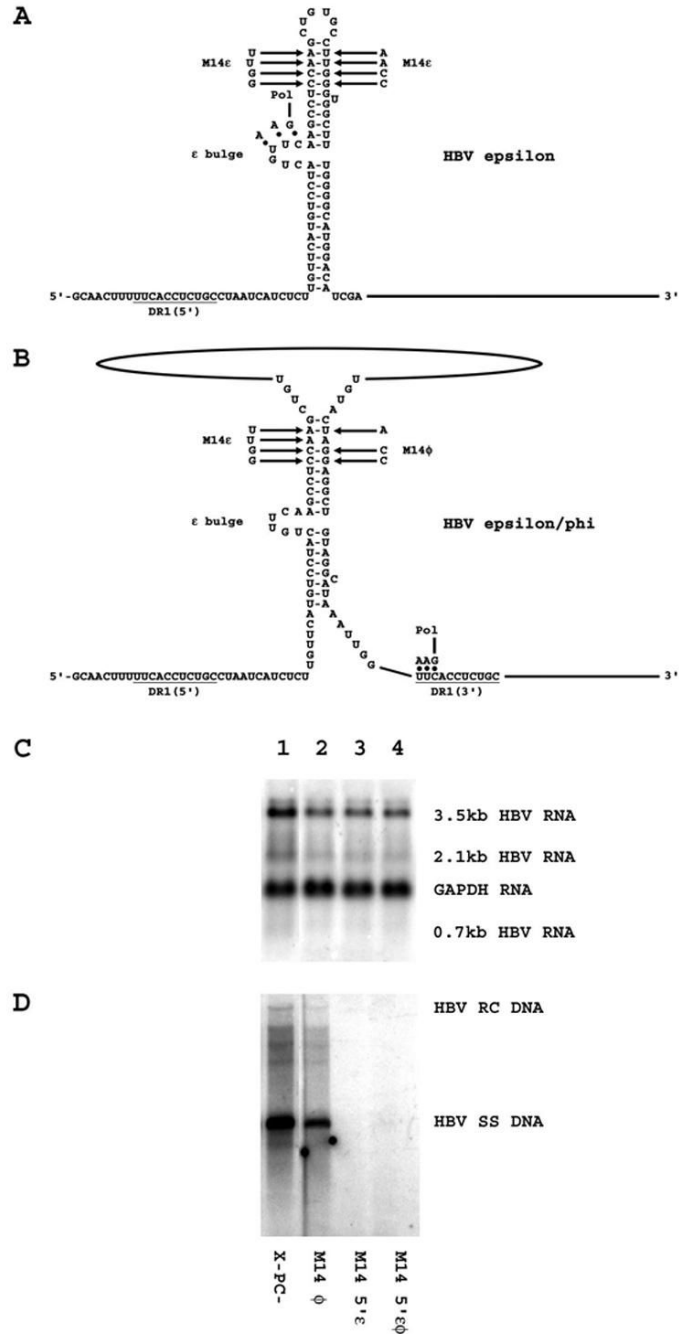 A
G
U U
U G
C C
G-C
U A-U A
M14ε U A-U A M14ε
G C-G C
G C-G C
U U
C-G
Pol C-G
A G G-C
A C A-U
ε bulge U U A-U
G U C A U
HBV epsilon
U-G
C-G
C-G
U-G
G-C
U-A
A-U
C-G
U-G
U-A
G-C
U-A
5'-GCAACUUUUUCACCUCUGCCUAAUCAUCUCU UCGA 3'
DR1(5')
B
U U
G G
U U
C A
G-C
U A-U A
M14ε U A-A
G C-G C M14φ
G C-G C
HBV epsilon/phi
ε bulge
Pol
AAG
5'-GCAACUUUUUCACCUCUGCCUAAUCAUCUCU UUCACCUCUGC 3'
DR1(5') DR1(3')
C
1 2 3 4
3.5kb HBV RNA
2.1kb HBV RNA
GAPDH RNA
0.7kb HBV RNA
D
HBV RC DNA
HBV SS DNA
X-PC-
M14 φ
M14 5'ε
M14 5'εφ